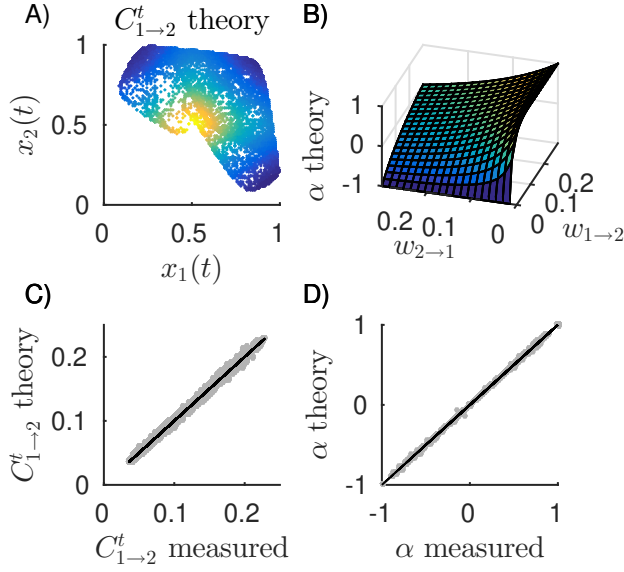 A)
C^t_{1→2} theory
x_2(t)
1
0.5
0
0
0.5
1
x_1(t)
B)
α theory
1
0
-1
0.2
0.1
0
w_{2→1}
0
0.1
0.2
w_{1→2}
C)
C^t_{1→2} theory
0.2
0.1
0
0
0.1
0.2
C^t_{1→2} measured
D)
α theory
1
0
-1
-1
0
1
α measured